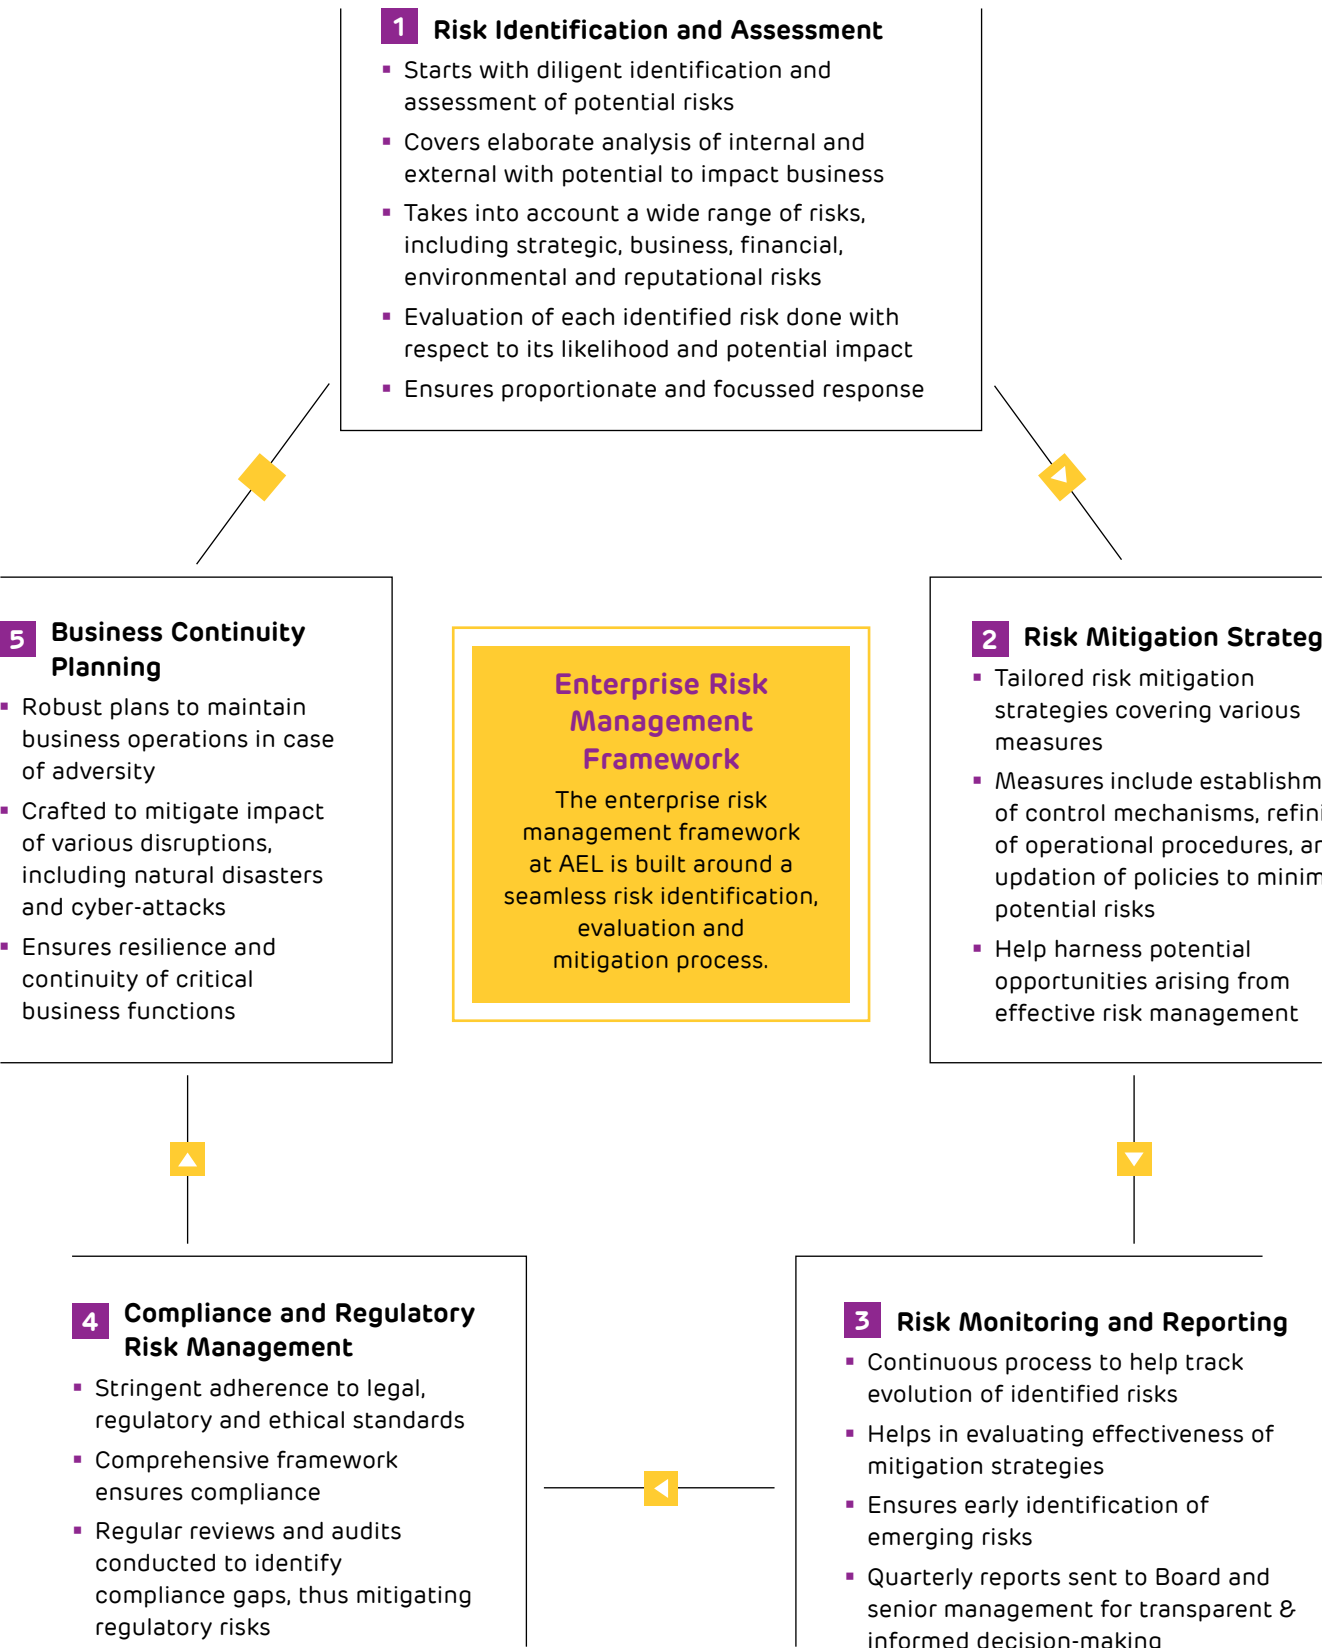 1 Risk Identification and Assessment
▪ Starts with diligent identification and
assessment of potential risks
▪ Covers elaborate analysis of internal and
external with potential to impact business
▪ Takes into account a wide range of risks,
including strategic, business, financial,
environmental and reputational risks
▪ Evaluation of each identified risk done with
respect to its likelihood and potential impact
▪ Ensures proportionate and focussed response
5 Business Continuity
Planning
▪ Robust plans to maintain
business operations in case
of adversity
▪ Crafted to mitigate impact
of various disruptions,
including natural disasters
and cyber-attacks
▪ Ensures resilience and
continuity of critical
business functions
Enterprise Risk
Management
Framework
The enterprise risk
management framework
at AEL is built around a
seamless risk identification,
evaluation and
mitigation process.
2 Risk Mitigation
▪ Tailored risk mitigation
strategies covering various
measures
▪ Measures include
of control mechanisms,
of operational procedures,
updation of policies to
potential risks
▪ Help harness potential
opportunities arising from
effective risk management
4 Compliance and Regulatory
Risk Management
▪ Stringent adherence to legal,
regulatory and ethical standards
▪ Comprehensive framework
ensures compliance
▪ Regular reviews and audits
conducted to identify
compliance gaps, thus mitigating
regulatory risks
3 Risk Monitoring and Reporting
▪ Continuous process to help track
evolution of identified risks
▪ Helps in evaluating effectiveness of
mitigation strategies
▪ Ensures early identification of
emerging risks
▪ Quarterly reports sent to Board and
senior management for transparent &
informed decision-making